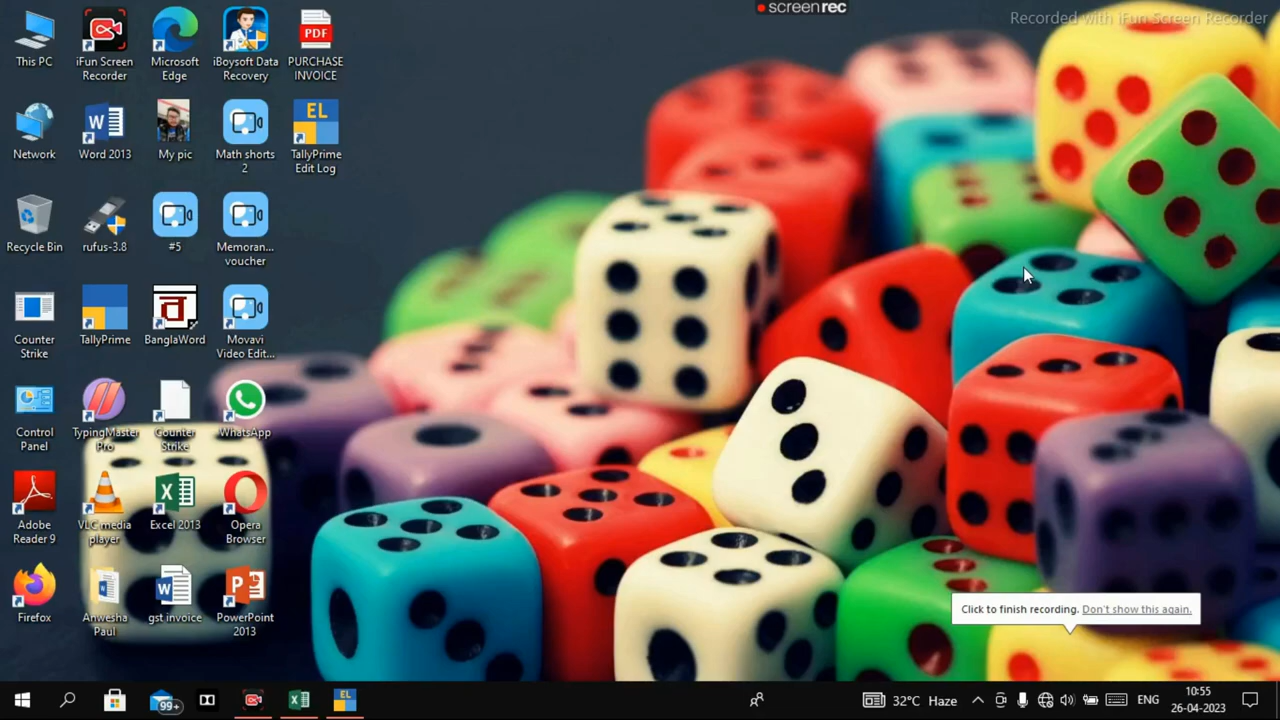 screenrec
Recorded with iFun Screen Recorder
This PC
iFun Screen
Recorder
Microsoft
Edge
iBoysoft Data
Recovery
PDF
PURCHASE
INVOICE
Network
W
Word 2013
My pic
Math shorts
2
EL
TallyPrime
Edit Log
Recycle Bin
rufus-3.8
#5
Memoran...
voucher
Counter
Strike
TallyPrime
BanglaWord
Movavi
Video Edit...
Control
Panel
TypingMaster
Pro
Counter
Strike
WhatsApp
Adobe
Reader 9
VLC media
player
Excel 2013
Opera
Browser
Firefox
Anwesha
Paul
gst invoice
PowerPoint
2013
Click to finish recording. Don't show this again.
99+
EL
32°C Haze
ENG
10:55
26-04-2023